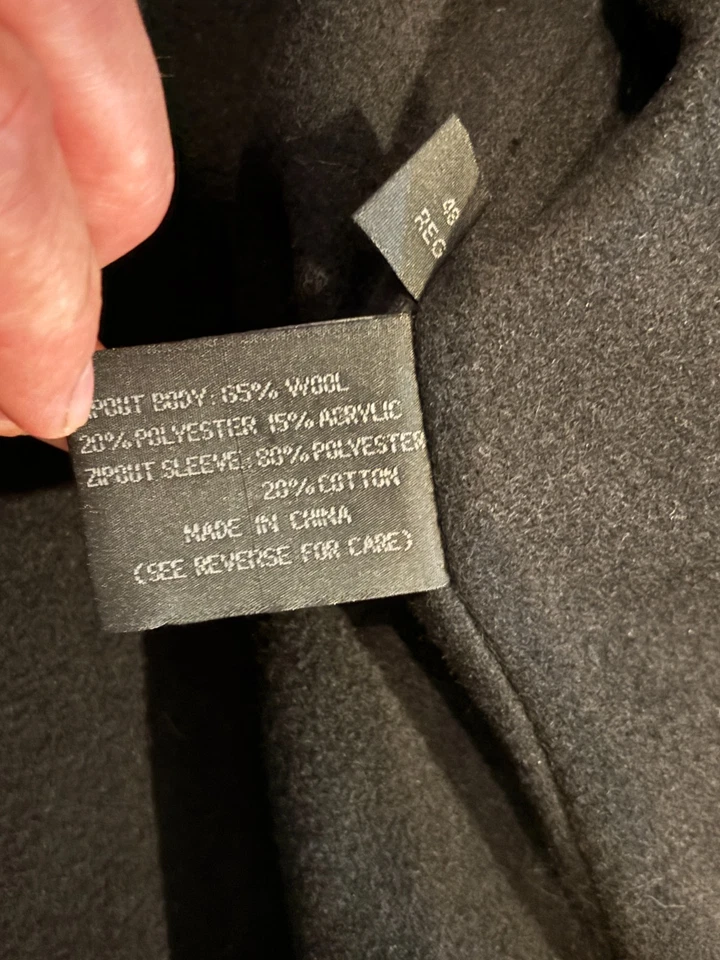 48
REG
ZIPOUT BODY: 65% WOOL
20% POLYESTER 15% ACRYLIC
ZIPOUT SLEEVE: 80% POLYESTER
20% COTTON
MADE IN CHINA
(SEE REVERSE FOR CARE)